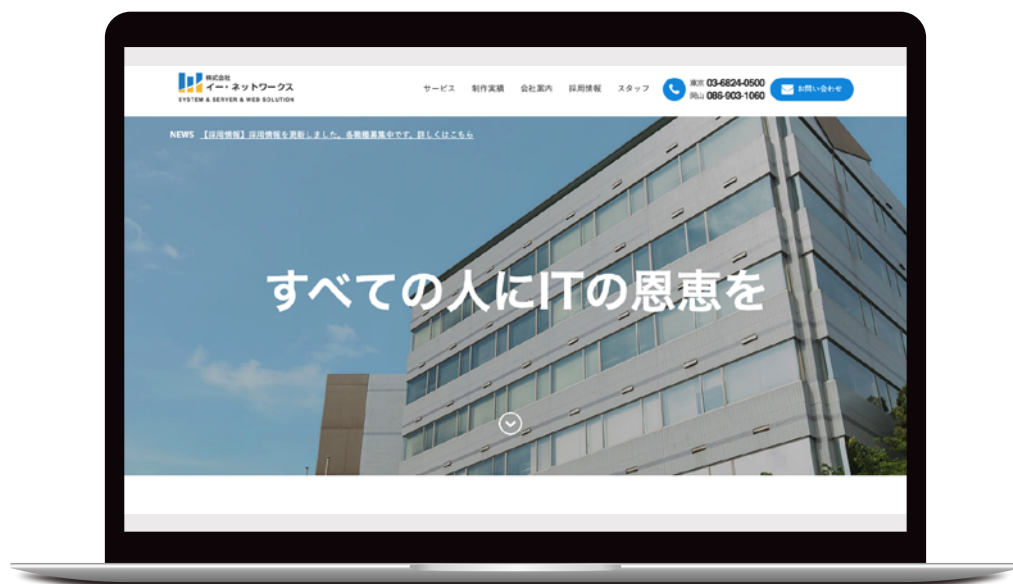 株式会社
イー・ネットワークス
SYSTEM & SERVER & WEB SOLUTION
サービス 制作実績 会社案内 採用情報 スタッフ
東京 03-6824-0500
岡山 086-903-1060
お問い合わせ
NEWS 【採用情報】採用情報を更新しました。各職種募集中です。詳しくはこちら
すべての人にITの恩恵を